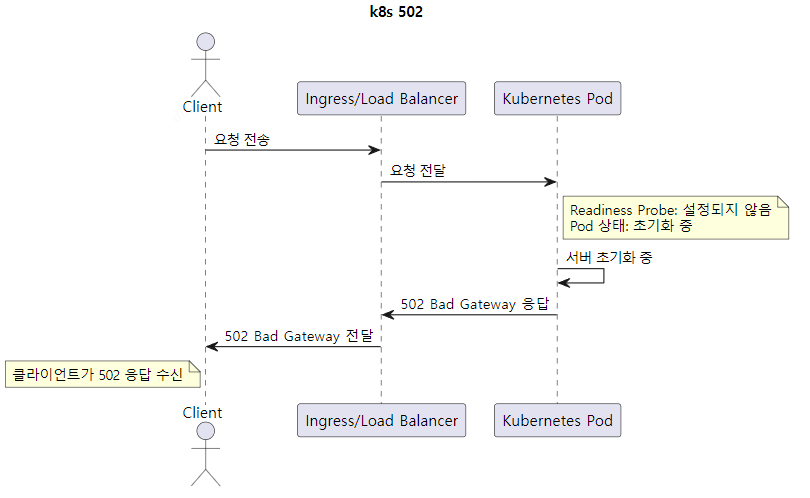 k8s 502
Client
Ingress/Load Balancer
Kubernetes Pod
요청 전송
요청 전달
Readiness Probe: 설정되지 않음
Pod 상태: 초기화 중
서버 초기화 중
502 Bad Gateway 응답
502 Bad Gateway 전달
클라이언트가 502 응답 수신
Client
Ingress/Load Balancer
Kubernetes Pod